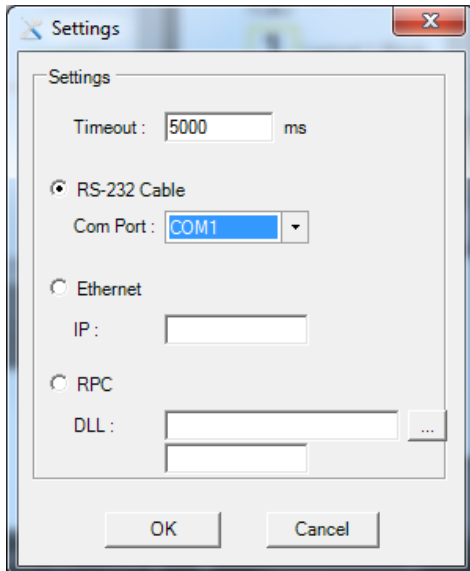 Settings
Settings
Timeout : 5000 ms
RS-232 Cable
Com Port : COM1
Ethernet
IP :
RPC
DLL : ...
OK Cancel